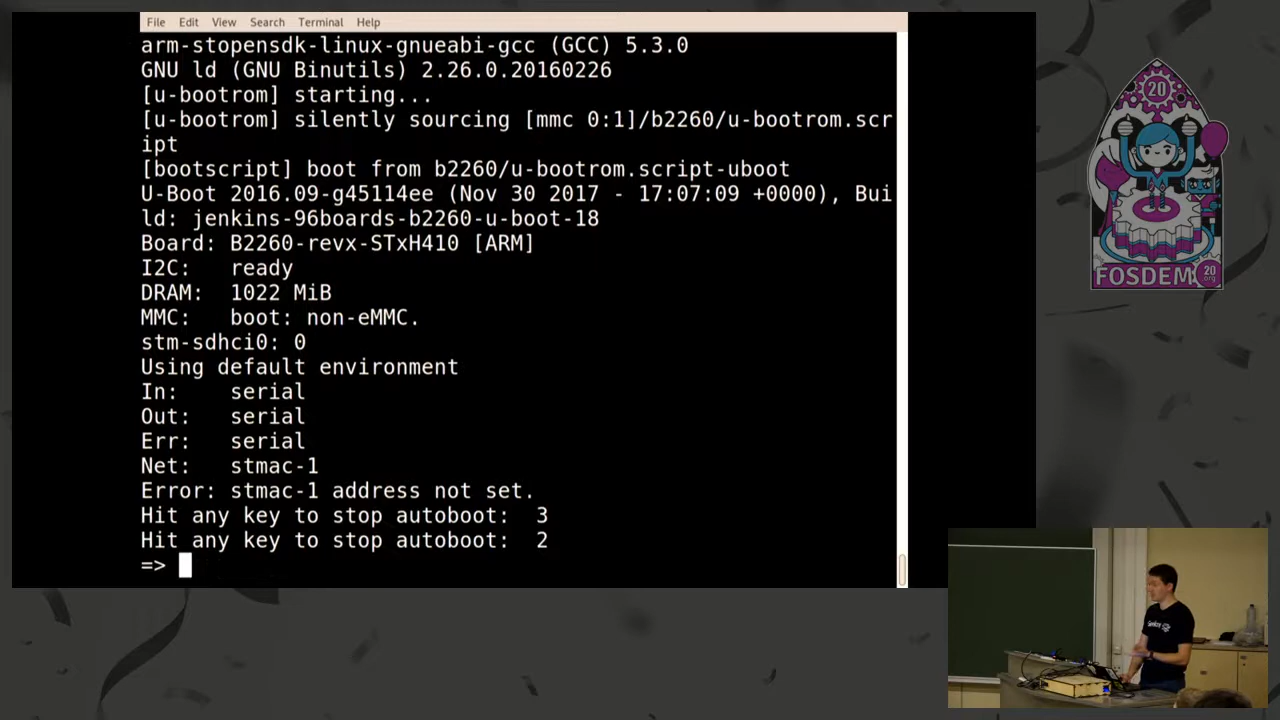 File Edit View Search Terminal Help
arm-stopensdk-linux-gnueabi-gcc (GCC) 5.3.0
GNU ld (GNU Binutils) 2.26.0.20160226
[u-bootrom] starting...
[u-bootrom] silently sourcing [mmc 0:1]/b2260/u-bootrom.scr
ipt
[bootscript] boot from b2260/u-bootrom.script-uboot
U-Boot 2016.09-g45114ee (Nov 30 2017 - 17:07:09 +0000), Bui
ld: jenkins-96boards-b2260-u-boot-18
Board: B2260-revx-STxH410 [ARM]
I2C:   ready
DRAM:  1022 MiB
MMC:   boot: non-eMMC.
stm-sdhci0: 0
Using default environment
In:    serial
Out:   serial
Err:   serial
Net:   stmac-1
Error: stmac-1 address not set.
Hit any key to stop autoboot:  3
Hit any key to stop autoboot:  2
=>
20
FOSDEM 20
.org